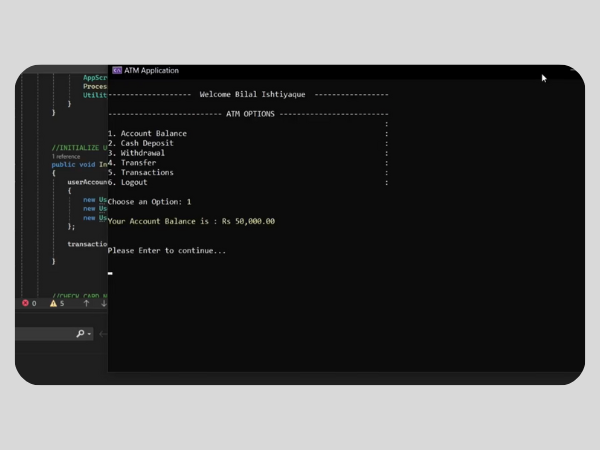 ATM Application
------------------- Welcome Bilal Ishtiyaque -----------------
-------------------------- ATM OPTIONS -------------------------
:
1. Account Balance :
2. Cash Deposit :
3. Withdrawal :
4. Transfer :
5. Transactions :
6. Logout :
Choose an Option: 1
Your Account Balance is : Rs 50,000.00
Please Enter to continue...
AppScr
Proces
Utilit
}
}
//INITIALIZE U
1 reference
public void In
{
userAccoun
{
new Us
new Us
new Us
};
transactio
}
//CHECK CARD N
0 5